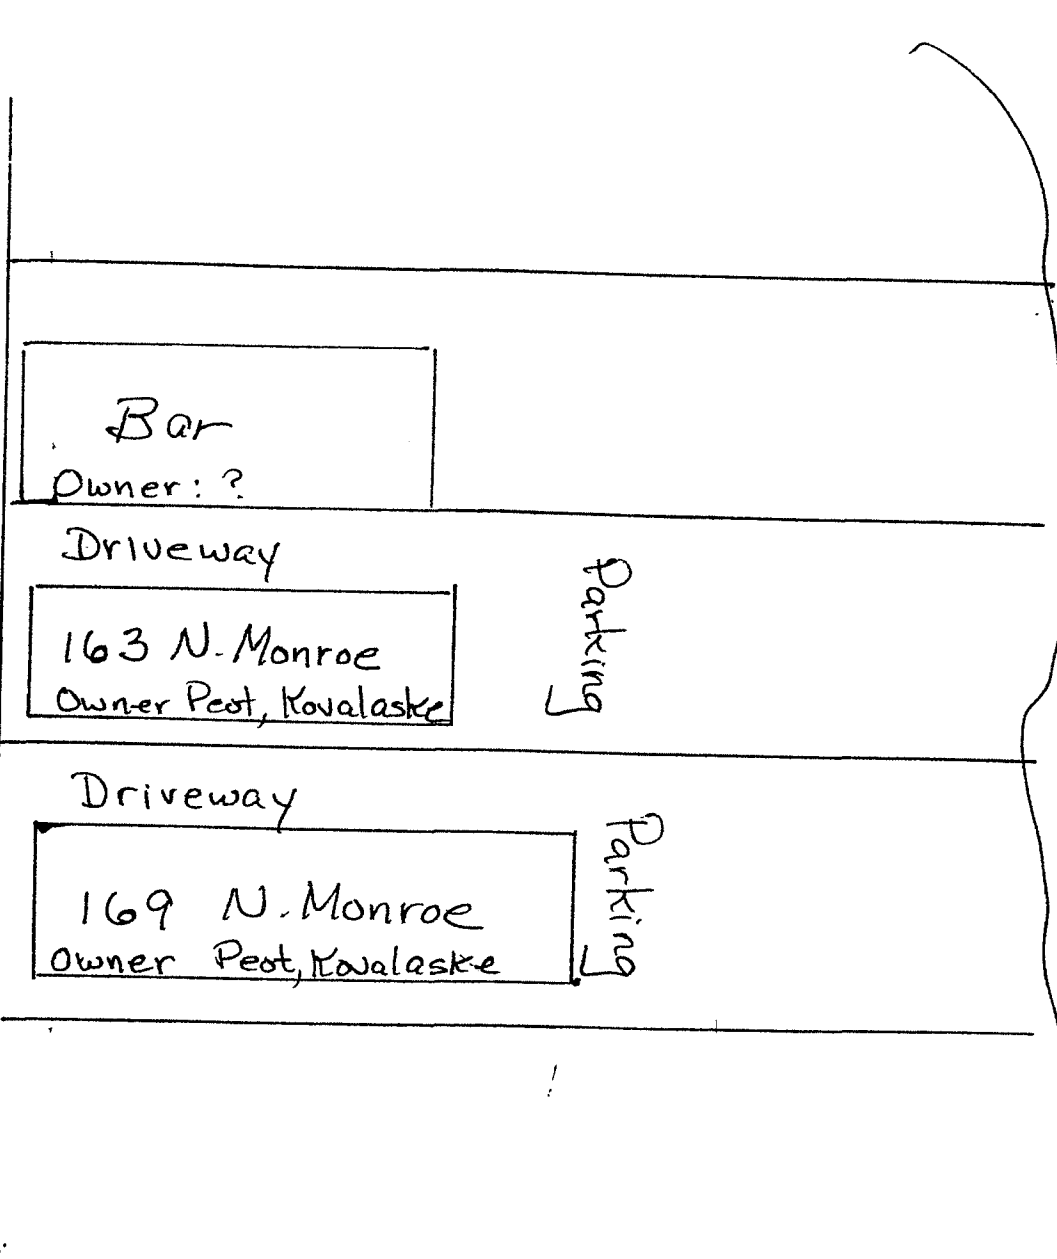 Bar
Owner: ?
Driveway
163 N. Monroe
Owner Peot, Kovalaske
Parking
Driveway
169 N. Monroe
Owner Peot, Kovalaske
Parking